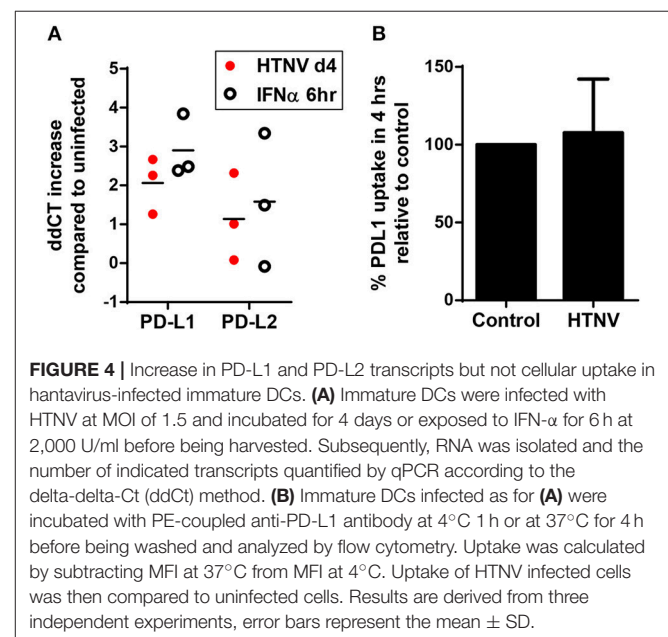 A
B
HTNV d4
IFNα 6hr
ddCT increase
compared to uninfected
5
4
3
2
1
0
-1
PD-L1 PD-L2
% PDL1 uptake in 4 hrs
relative to control
150
100
50
0
Control HTNV
FIGURE 4 | Increase in PD-L1 and PD-L2 transcripts but not cellular uptake in
hantavirus-infected immature DCs. (A) Immature DCs were infected with
HTNV at MOI of 1.5 and incubated for 4 days or exposed to IFN-α for 6 h at
2,000 U/ml before being harvested. Subsequently, RNA was isolated and the
number of indicated transcripts quantified by qPCR according to the
delta-delta-Ct (ddCt) method. (B) Immature DCs infected as for (A) were
incubated with PE-coupled anti-PD-L1 antibody at 4°C 1 h or at 37°C for 4 h
before being washed and analyzed by flow cytometry. Uptake was calculated
by subtracting MFI at 37°C from MFI at 4°C. Uptake of HTNV infected cells
was then compared to uninfected cells. Results are derived from three
independent experiments, error bars represent the mean ± SD.